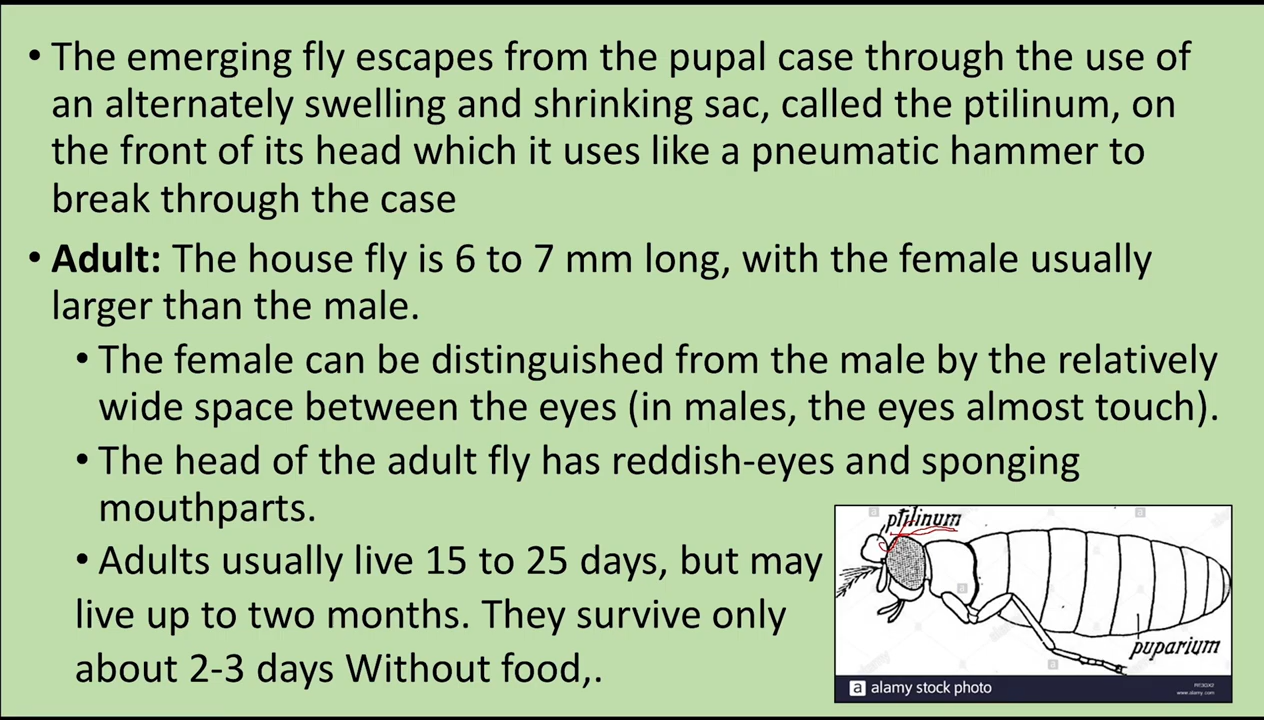 • The emerging fly escapes from the pupal case through the use of
an alternately swelling and shrinking sac, called the ptilinum, on
the front of its head which it uses like a pneumatic hammer to
break through the case
• Adult: The house fly is 6 to 7 mm long, with the female usually
larger than the male.
• The female can be distinguished from the male by the relatively
wide space between the eyes (in males, the eyes almost touch).
• The head of the adult fly has reddish-eyes and sponging
mouthparts.
• Adults usually live 15 to 25 days, but may
live up to two months. They survive only
about 2-3 days Without food,.
ptilinum
puparium
a alamy stock photo
www.alamy.com